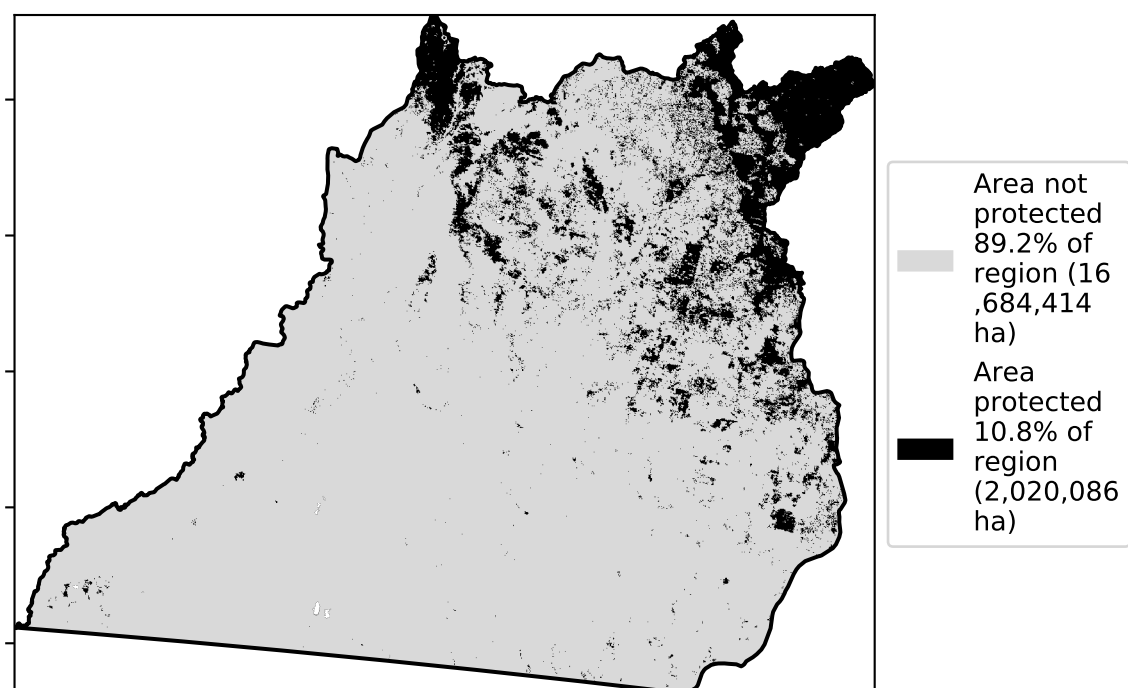 Area not
protected
89.2% of
region (16
,684,414
ha)
Area
protected
10.8% of
region
(2,020,086
ha)